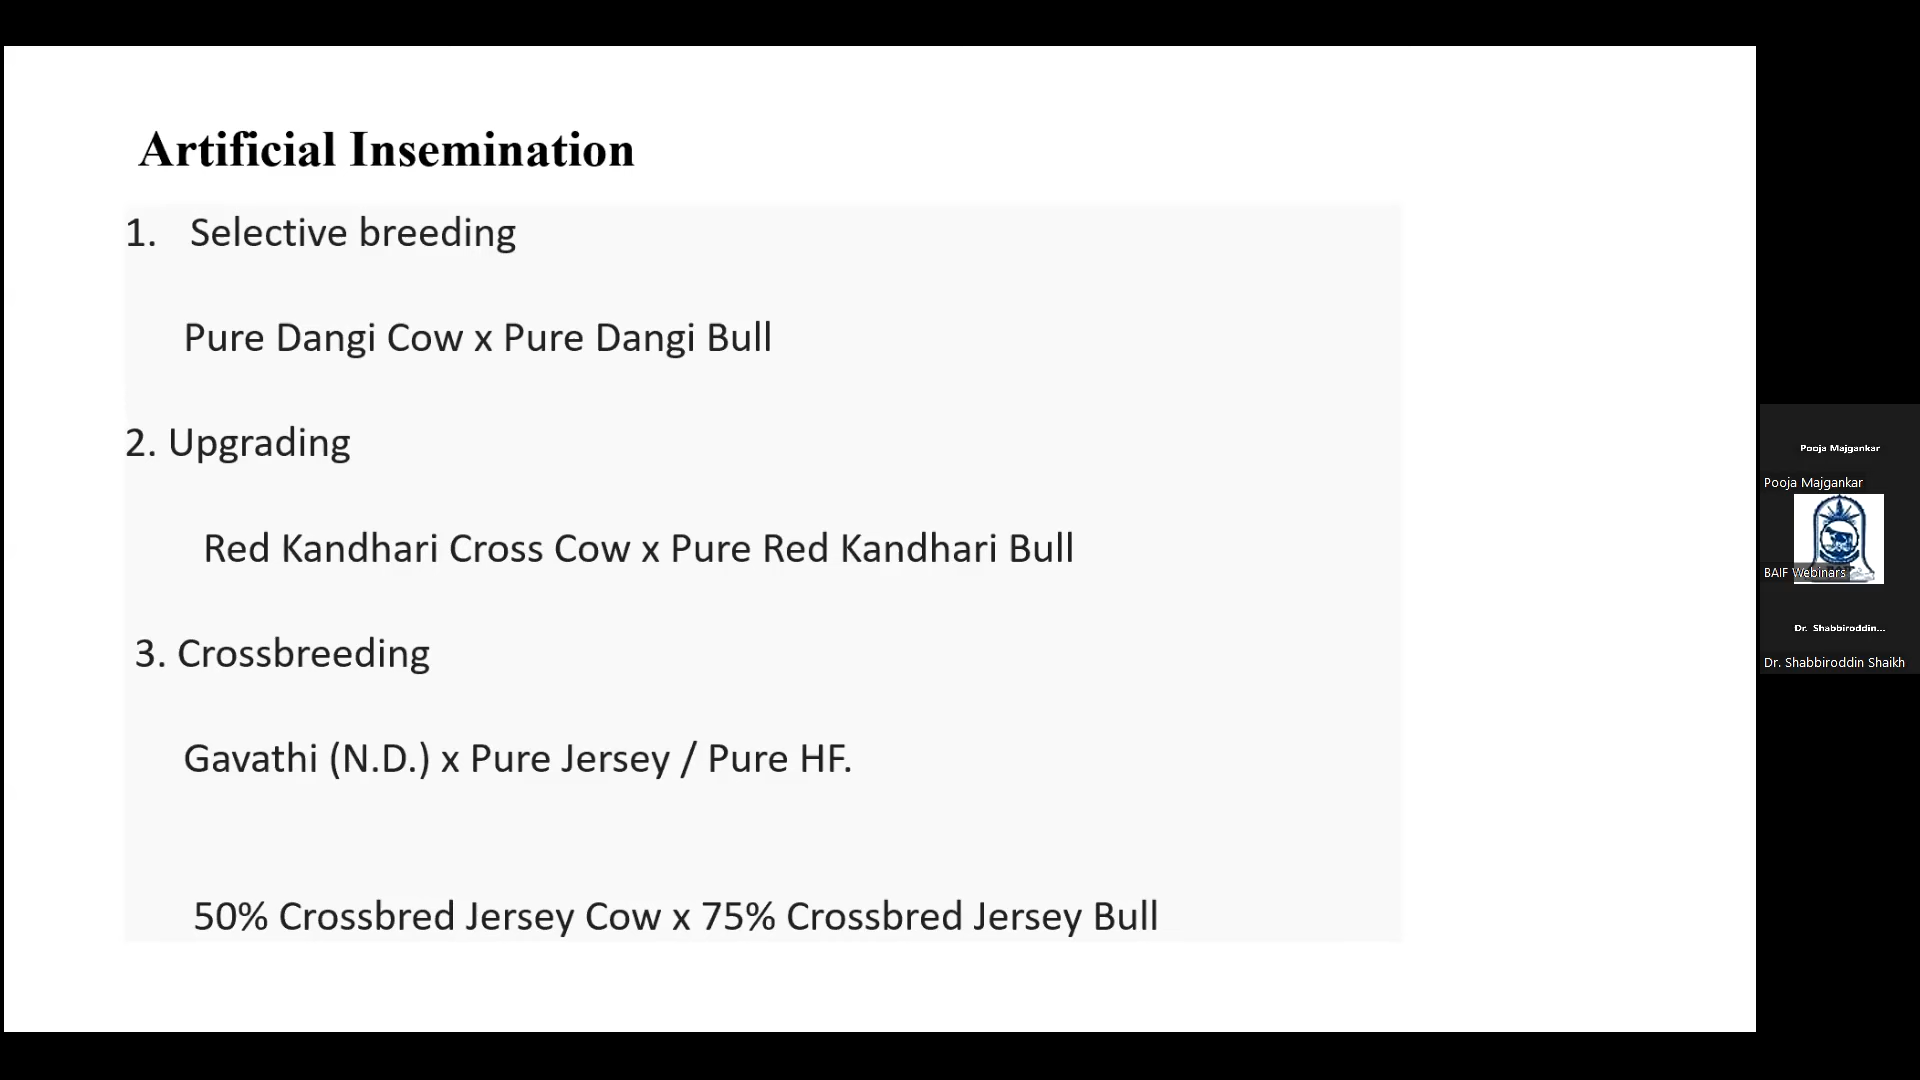 Artificial Insemination
1. Selective breeding
Pure Dangi Cow x Pure Dangi Bull
2. Upgrading
Red Kandhari Cross Cow x Pure Red Kandhari Bull
3. Crossbreeding
Gavathi (N.D.) x Pure Jersey / Pure HF.
50% Crossbred Jersey Cow x 75% Crossbred Jersey Bull
Pooja Majgankar
Pooja Majgankar
BAIF Webinars
Dr. Shabbiroddin...
Dr. Shabbiroddin Shaikh